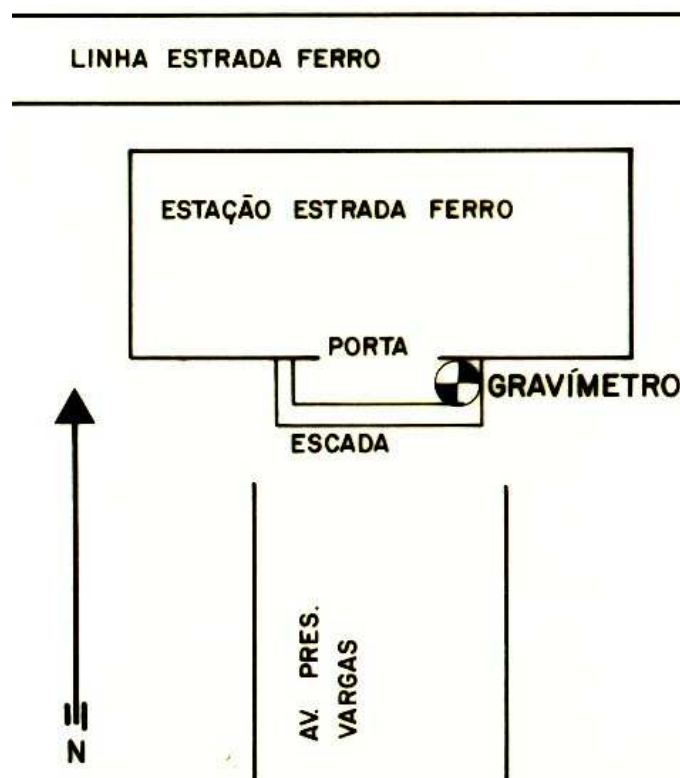 LINHA ESTRADA FERRO
ESTAÇÃO ESTRADA FERRO
PORTA
GRAVÍMETRO
ESCADA
AV. PRES.
VARGAS
N